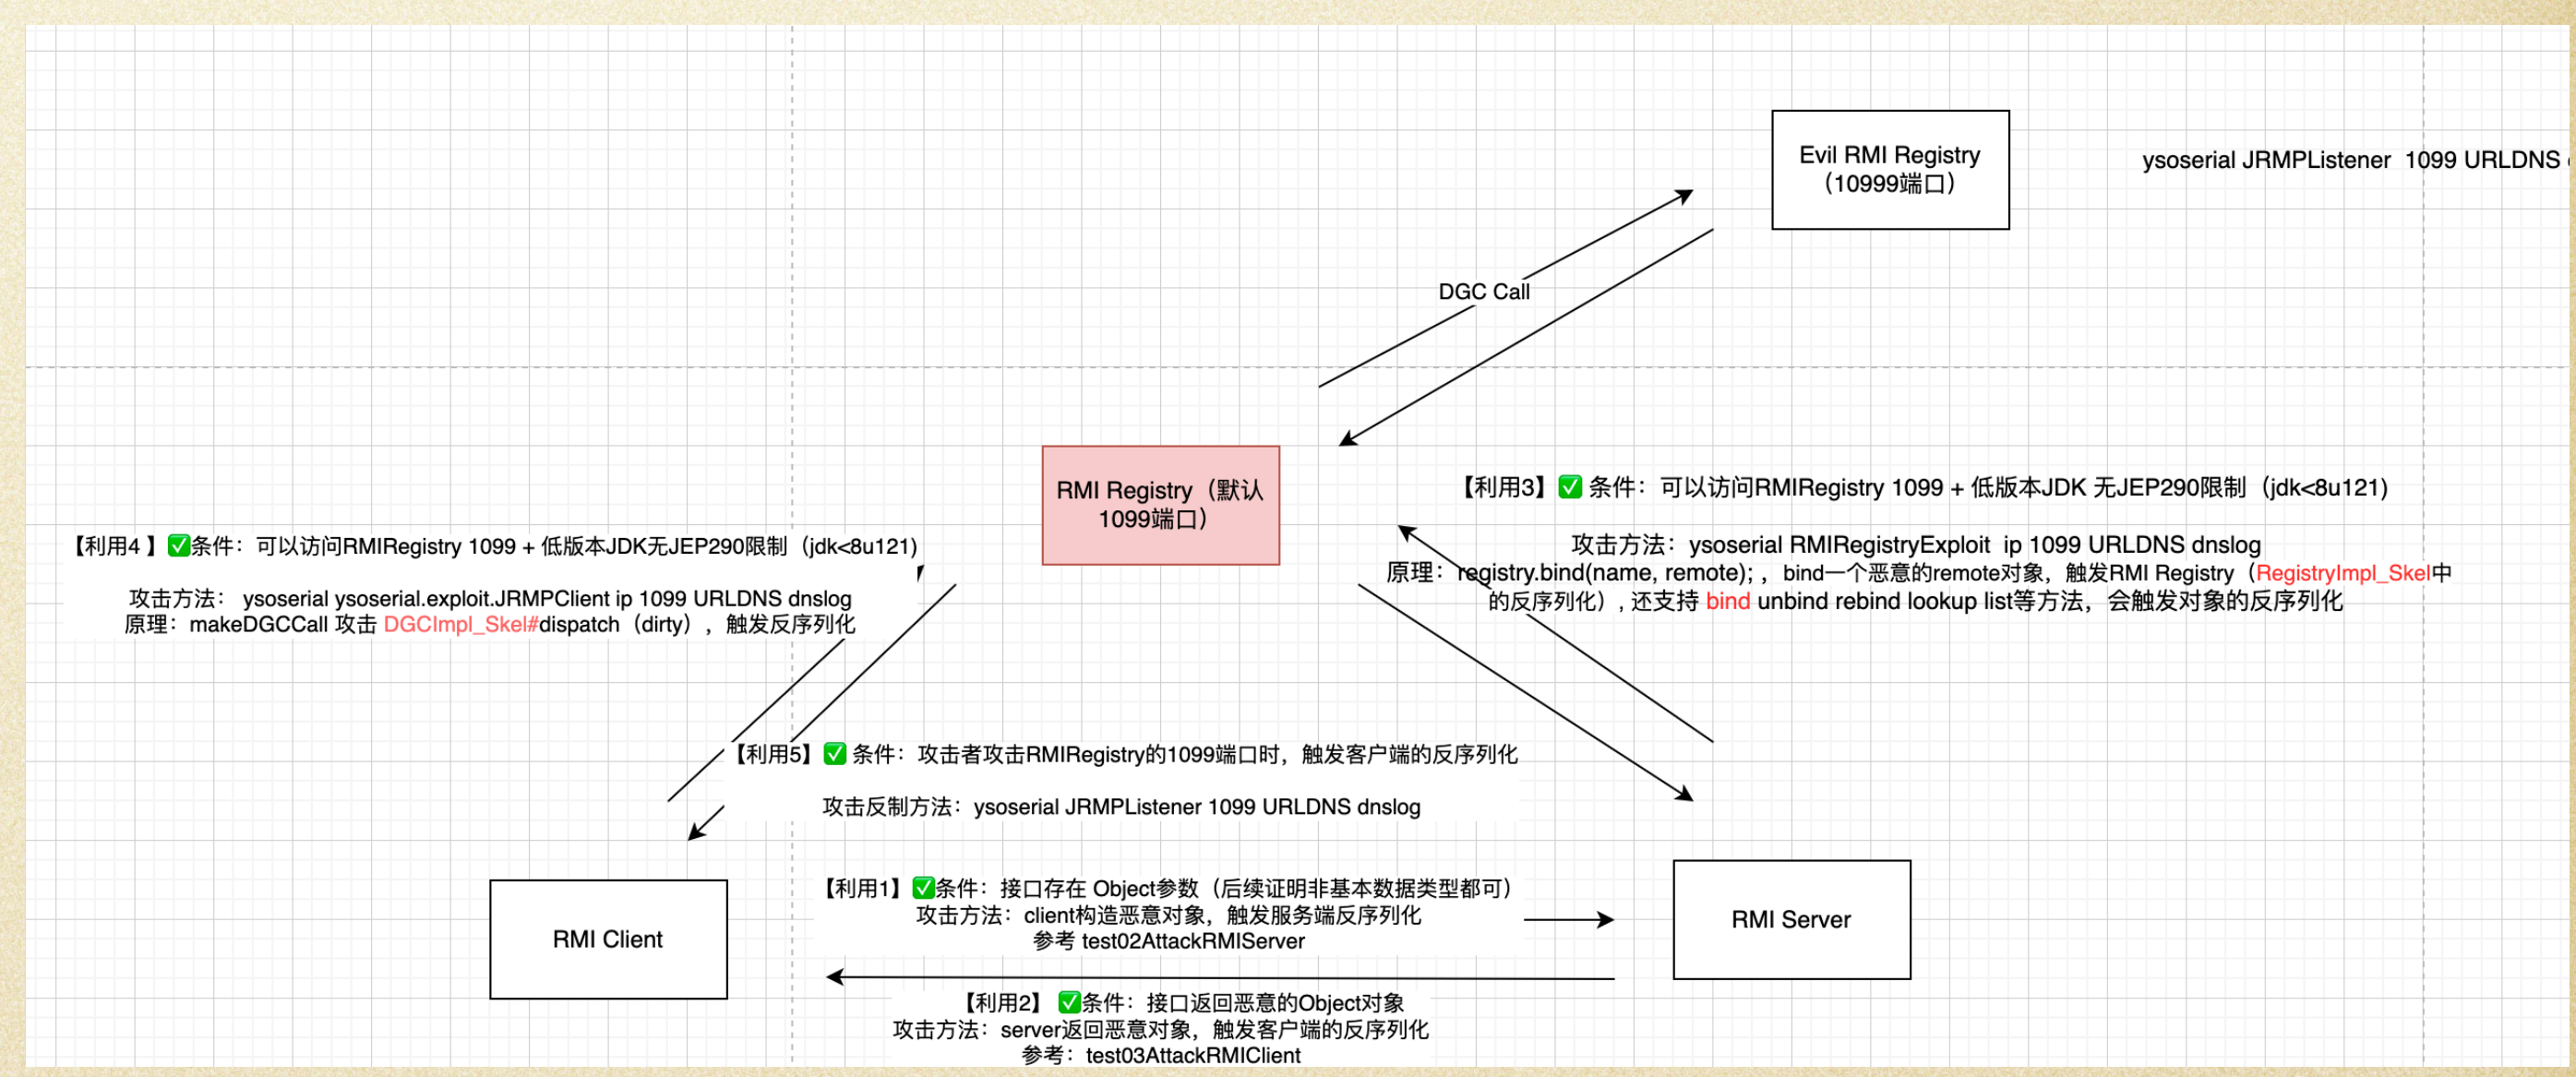 Evil RMI Registry
（10999端口）
ysoserial JRMPListener  1099 URLDNS
DGC Call
RMI Registry（默认
1099端口）
【利用3】✅ 条件：可以访问RMIRegistry 1099 + 低版本JDK 无JEP290限制（jdk<8u121)
攻击方法：ysoserial RMIRegistryExploit  ip 1099 URLDNS dnslog
原理：registry.bind(name, remote); ，bind一个恶意的remote对象，触发RMI Registry（RegistryImpl_Skel中
的反序列化）, 还支持 bind unbind rebind lookup list等方法，会触发对象的反序列化
【利用4 】✅条件：可以访问RMIRegistry 1099 + 低版本JDK无JEP290限制（jdk<8u121)
攻击方法： ysoserial ysoserial.exploit.JRMPClient ip 1099 URLDNS dnslog
原理：makeDGCCall 攻击 DGCImpl_Skel#dispatch（dirty），触发反序列化
【利用5】✅ 条件：攻击者攻击RMIRegistry的1099端口时，触发客户端的反序列化
攻击反制方法：ysoserial JRMPListener 1099 URLDNS dnslog
RMI Client
【利用1】✅条件：接口存在 Object参数（后续证明非基本数据类型都可）
攻击方法：client构造恶意对象，触发服务端反序列化
参考 test02AttackRMIServer
RMI Server
【利用2】 ✅条件：接口返回恶意的Object对象
攻击方法：server返回恶意对象，触发客户端的反序列化
参考：test03AttackRMIClient